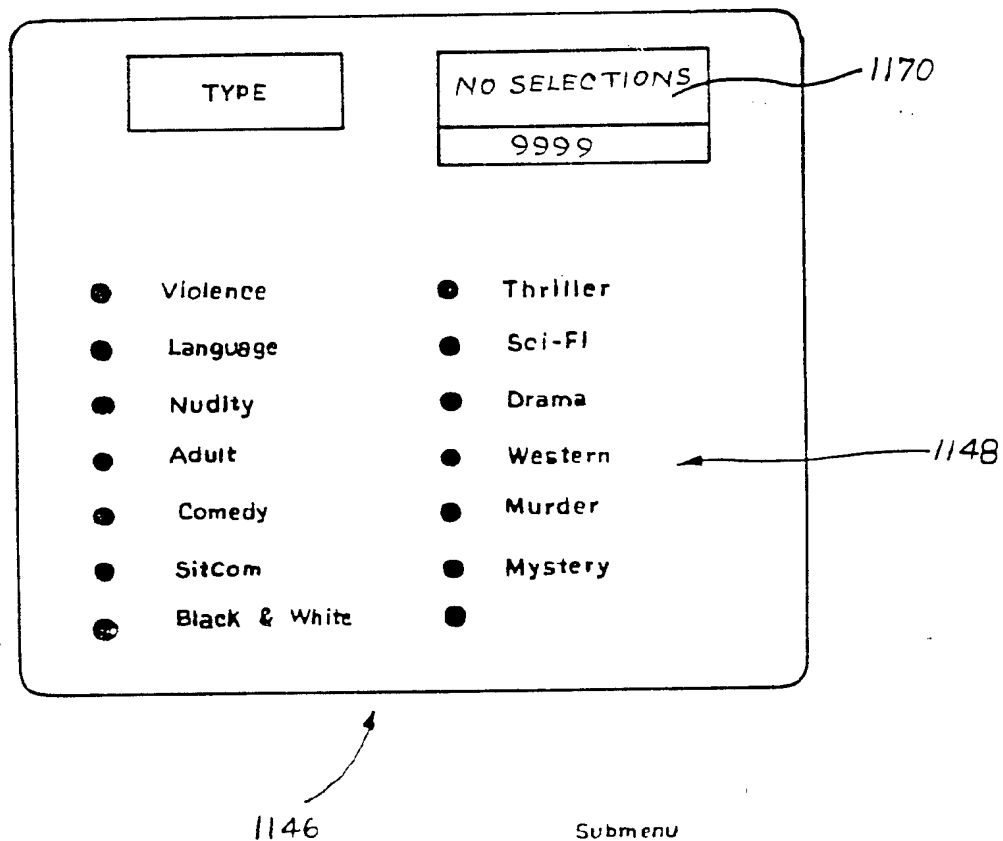 TYPE
NO SELECTIONS
9999
1170
Violence
Language
Nudity
Adult
Comedy
SitCom
Black & White
Thriller
Sci-Fi
Drama
Western
Murder
Mystery
1148
1146
Submenu